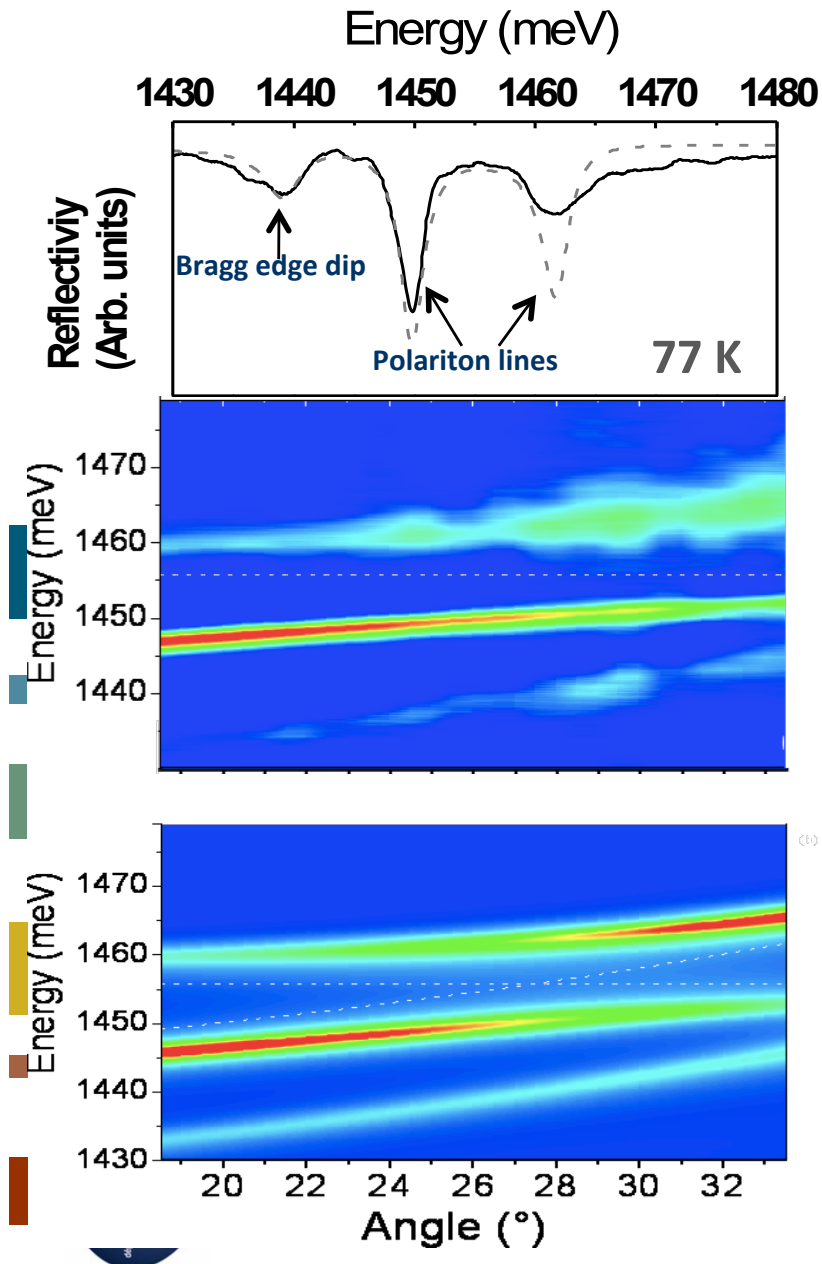 Energy (meV)
1430 1440 1450 1460 1470 1480
Reflectiviy
(Arb. units)
Bragg edge dip
Polariton lines
77 K
Energy (meV)
1470
1460
1450
1440
(b)
Energy (meV)
1470
1460
1450
1440
1430
20 22 24 26 28 30 32
Angle (°)